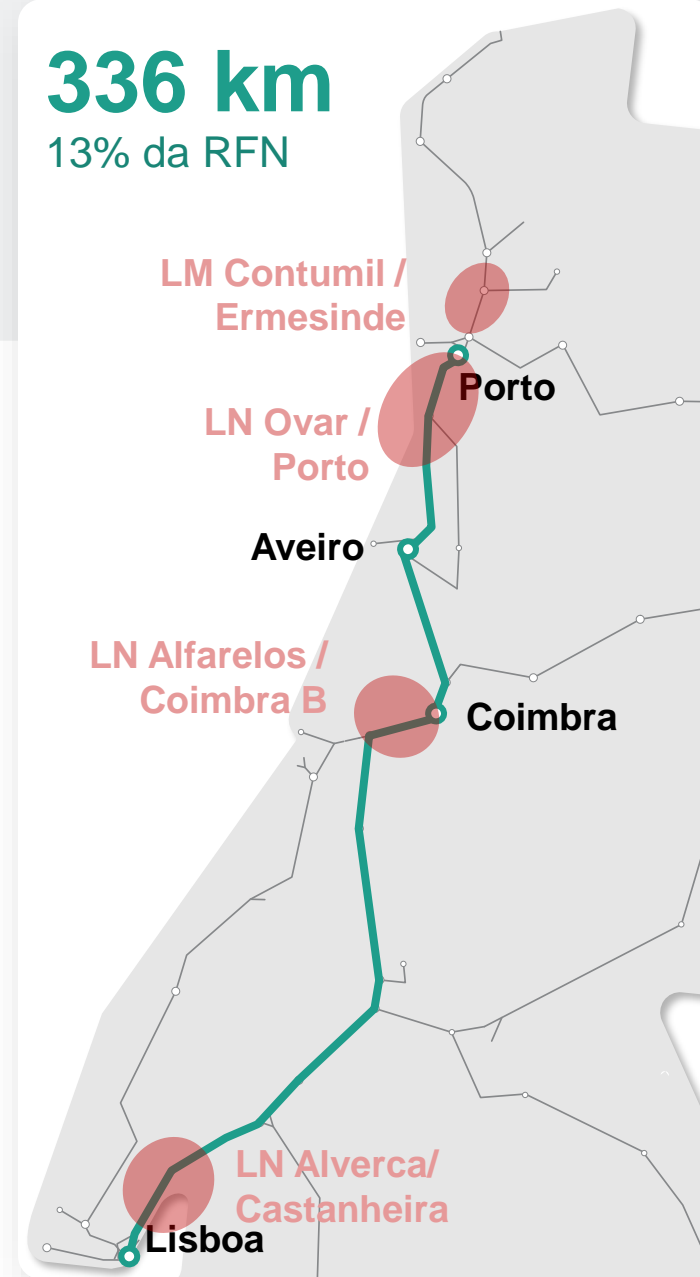 336 km
13% da RFN
LM Contumil /
Ermesinde
Porto
LN Ovar /
Porto
Aveiro
LN Alfarelos /
Coimbra B
Coimbra
LN Alverca/
Castanheira
Lisboa